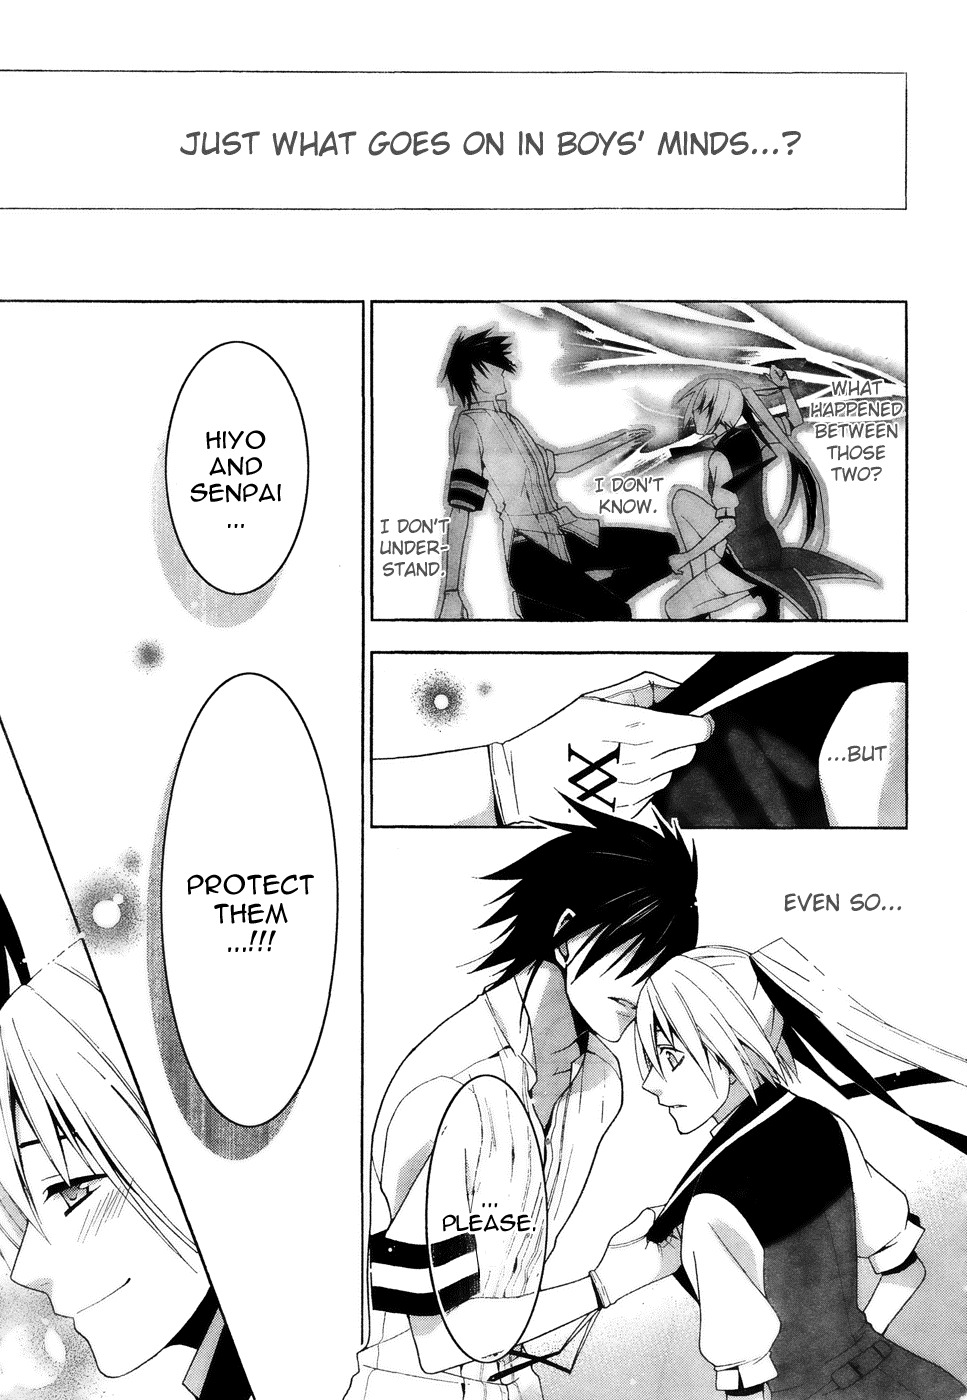 JUST WHAT GOES ON IN BOYS' MINDS...?
WHAT
HAPPENED
BETWEEN
THOSE
TWO?
I DON'T
KNOW.
I DON'T
UNDER-
STAND.
...BUT
EVEN SO...
...
PLEASE.
HIYO
AND
SENPAI
...
PROTECT
THEM
...!!!